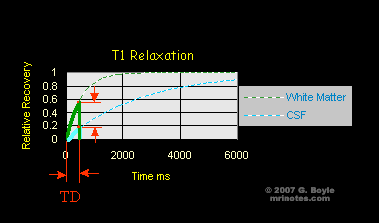 T1 Relaxation
Relative Recovery
1
0.8
0.6
0.4
0.2
0
0 2000 4000 6000
Time ms
TD
White Matter
CSF
© 2007 G. Boyle
mrinotes.com